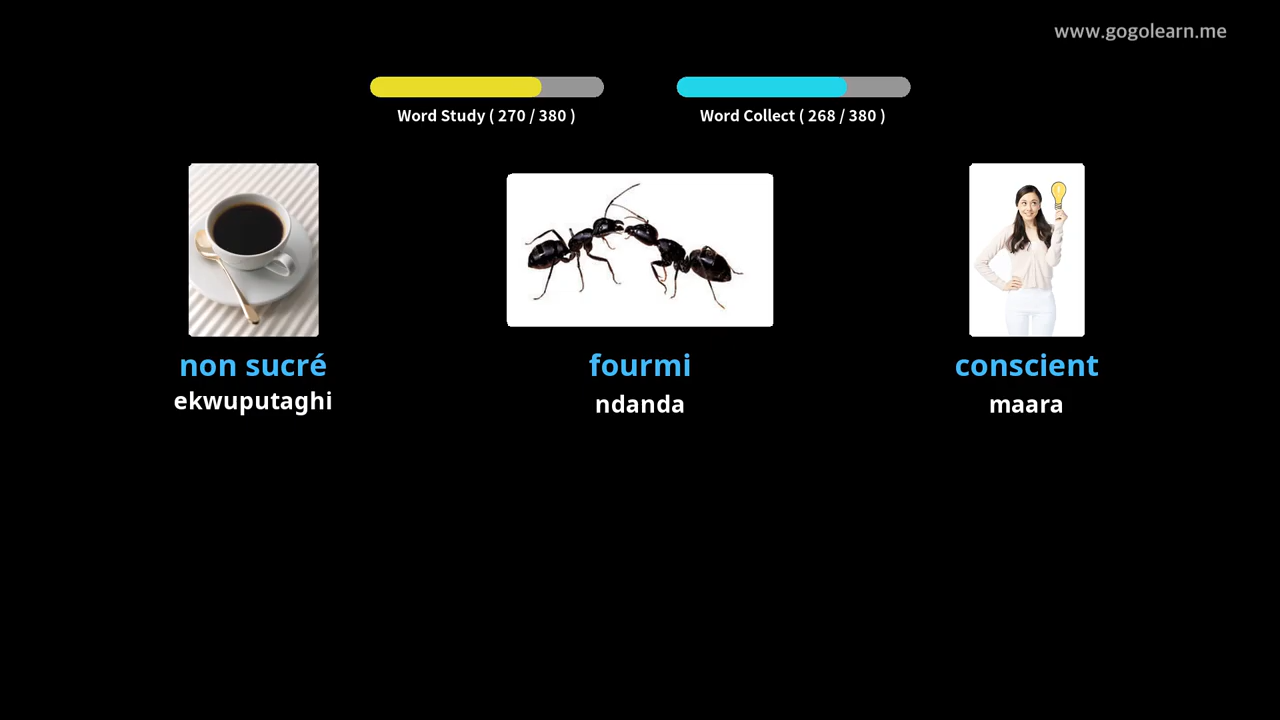 www.gogolearn.me
Word Study ( 270 / 380 )
Word Collect ( 268 / 380 )
non sucré
ekwuputaghi
fourmi
ndanda
conscient
maara